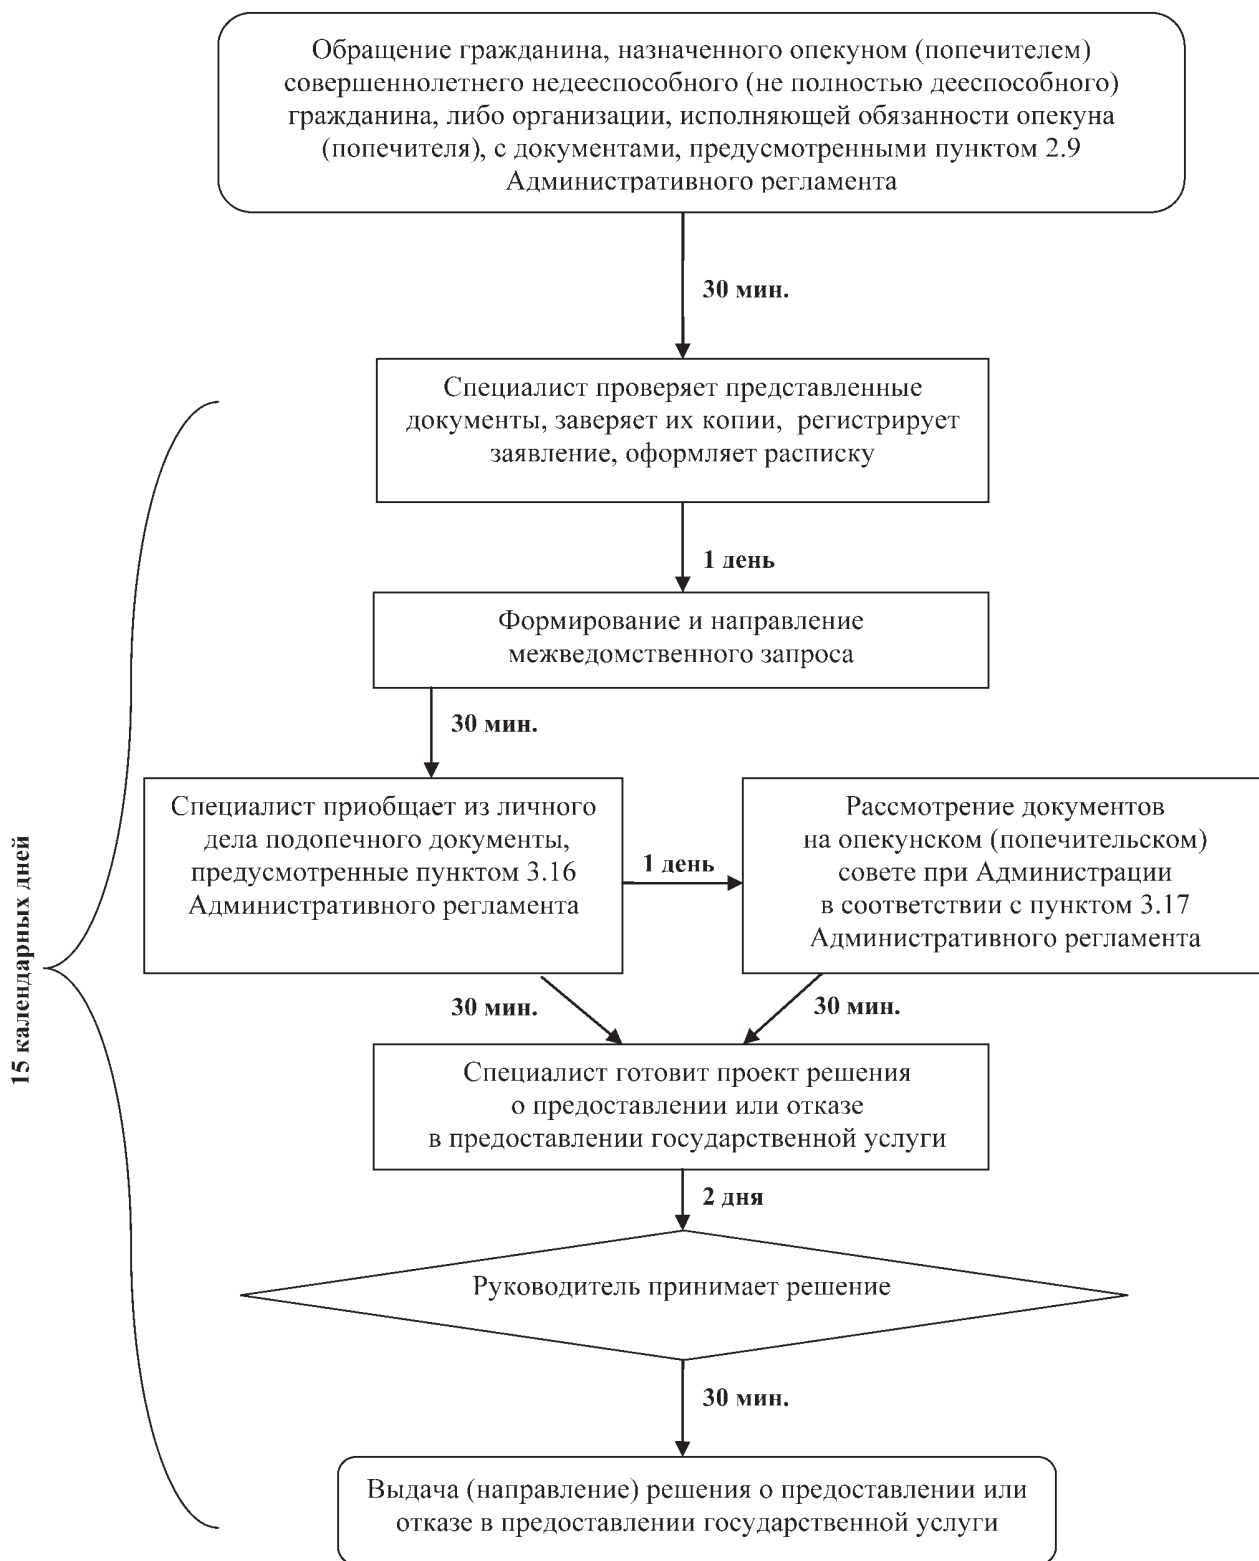 Обращение гражданина, назначенного опекуном (попечителем)
совершеннолетнего недееспособного (не полностью дееспособного)
гражданина, либо организации, исполняющей обязанности опекуна
(попечителя), с документами, предусмотренными пунктом 2.9
Административного регламента
30 мин.
Специалист проверяет представленные
документы, заверяет их копии, регистрирует
заявление, оформляет расписку
1 день
Формирование и направление
межведомственного запроса
30 мин.
Специалист приобщает из личного
дела подопечного документы,
предусмотренные пунктом 3.16
Административного регламента
1 день
Рассмотрение документов
на опекунском (попечительском)
совете при Администрации
в соответствии с пунктом 3.17
Административного регламента
15 календарных дней
30 мин.
30 мин.
Специалист готовит проект решения
о предоставлении или отказе
в предоставлении государственной услуги
2 дня
Руководитель принимает решение
30 мин.
Выдача (направление) решения о предоставлении или
отказе в предоставлении государственной услуги